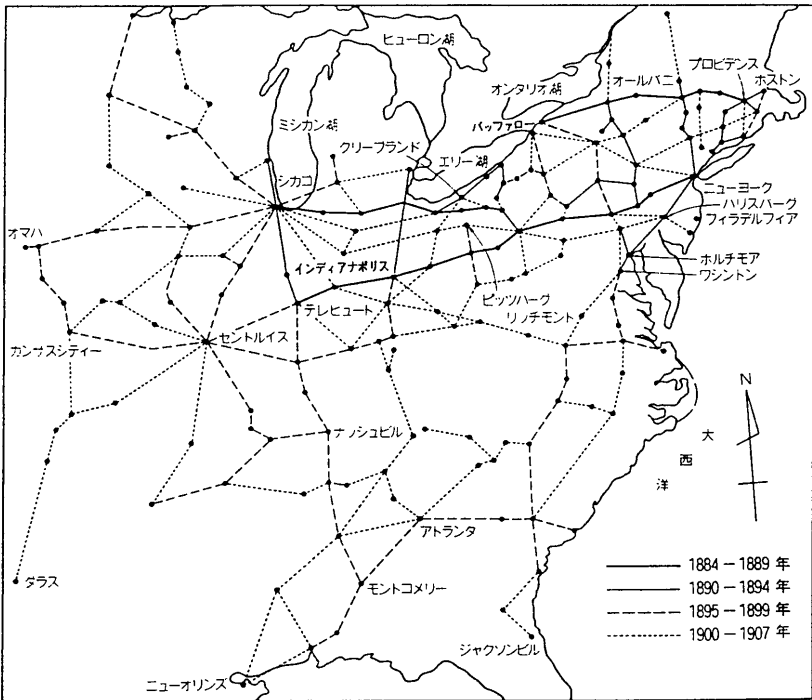 ヒューロン湖
プロビデンス
オンタリオ湖
オールバニ
ボストン
ミシガン湖
バッファロー
クリーブランド
エリー湖
シカゴ
ニューヨーク
ハリスバーグ
フィラデルフィア
オマハ
インディアナポリス
ボルチモア
ワシントン
ピッツバーグ
テレヒュート
リッチモント
カンサスシティー
セントルイス
N
ナッシュビル
大西洋
アトランタ
ダラス
モントゴメリー
ジャクソンビル
ニューオリンズ
1884－1889 年
1890－1894 年
1895－1899 年
1900－1907 年